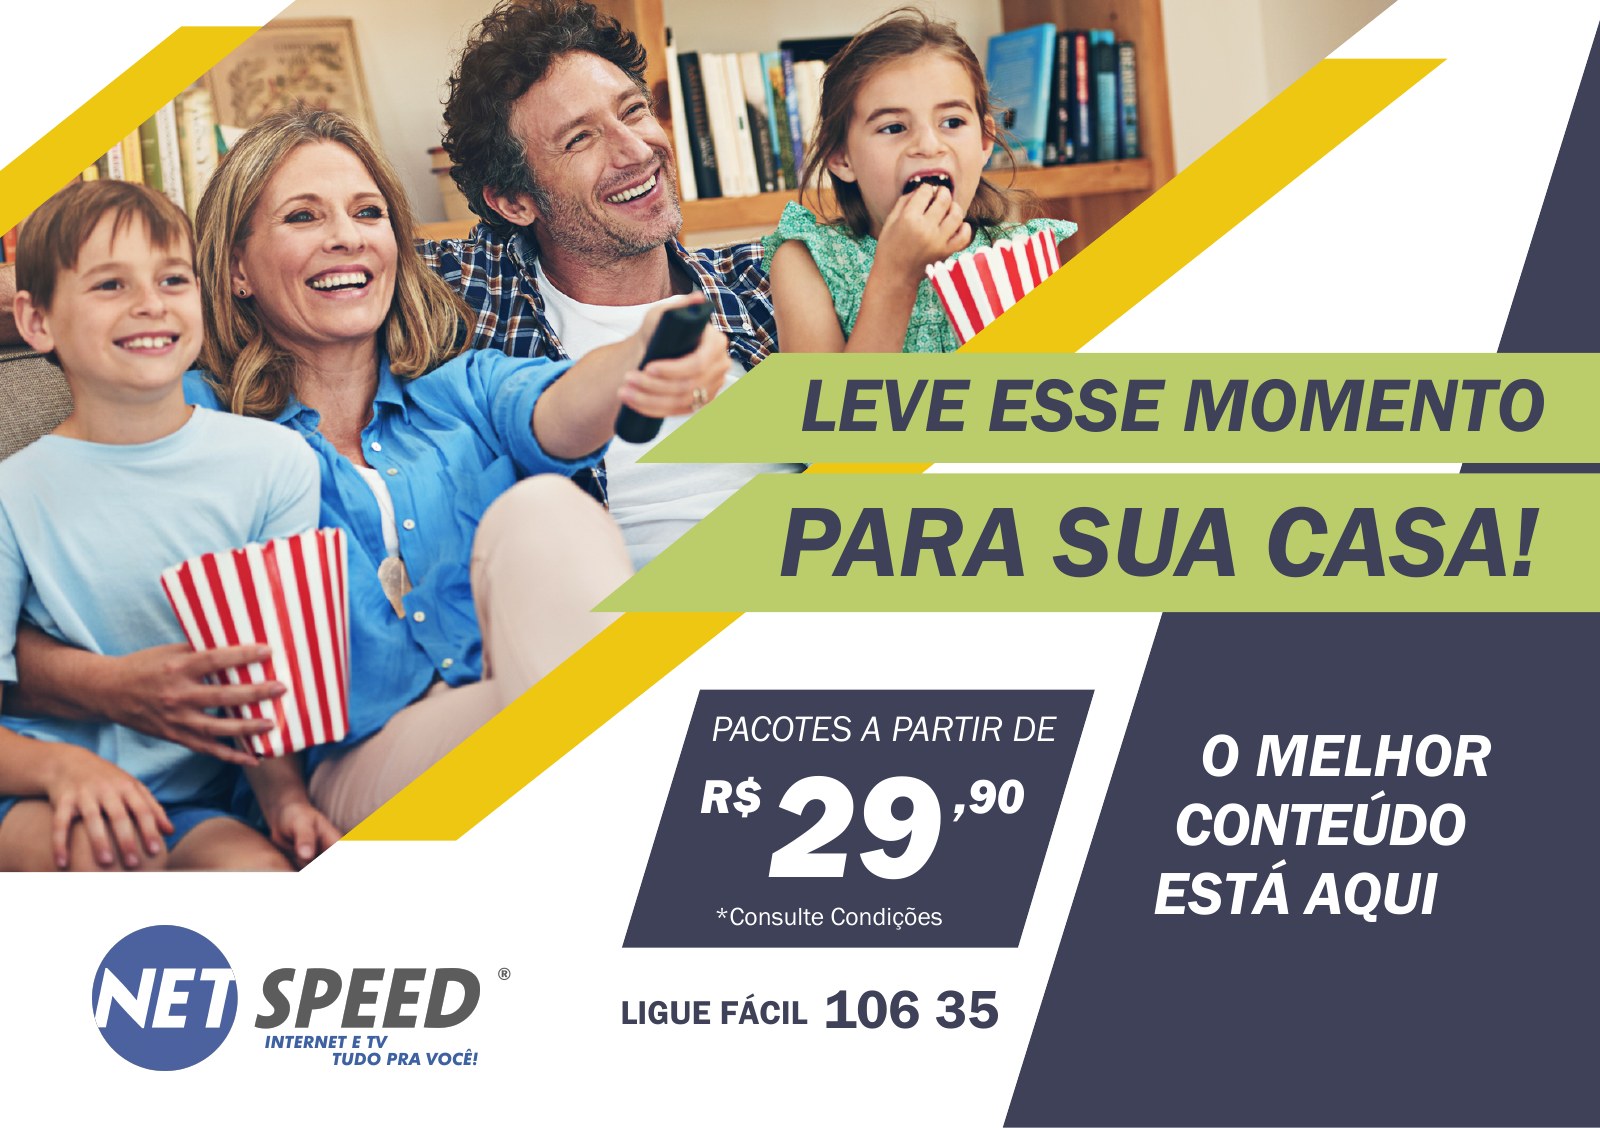 LEVE ESSE MOMENTO
PARA SUA CASA!
PACOTES A PARTIR DE
R$ 29,90
*Consulte Condições
O MELHOR
CONTEÚDO
ESTÁ AQUI
NET SPEED ®
INTERNET E TV
TUDO PRA VOCÊ!
LIGUE FÁCIL 106 35